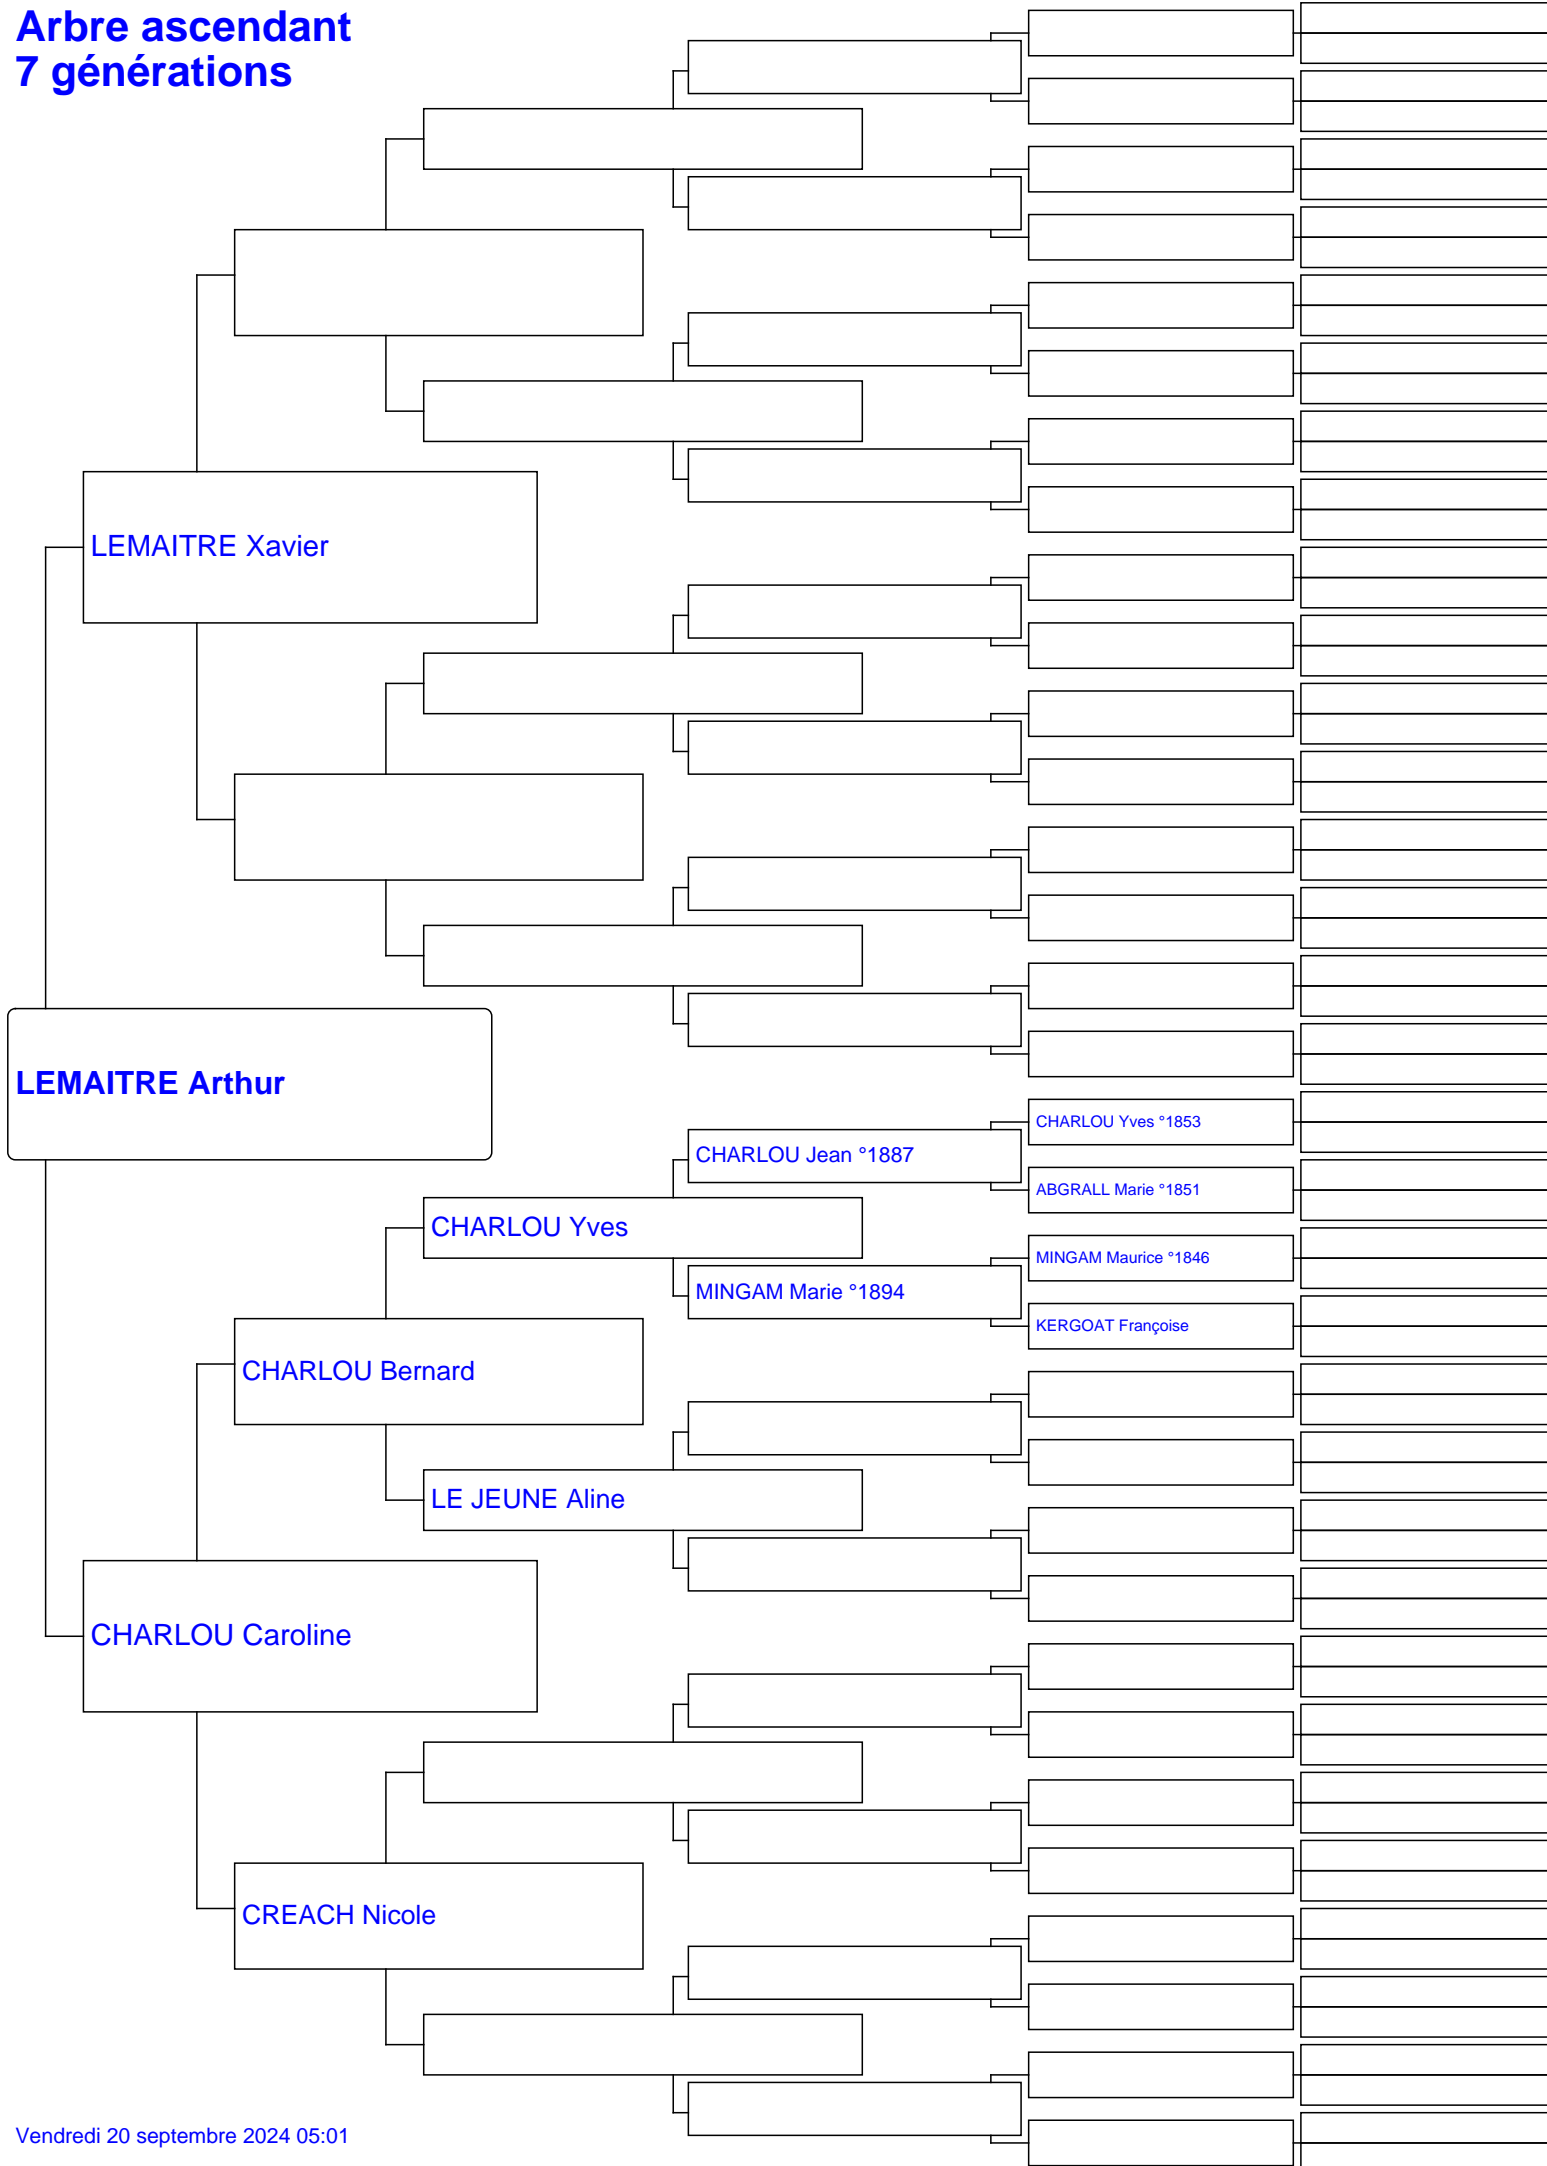 Arbre ascendant
7 générations
LEMAITRE Xavier
LEMAITRE Arthur
CHARLOU Yves °1853
CHARLOU Jean °1887
ABGRALL Marie °1851
CHARLOU Yves
MINGAM Maurice °1846
MINGAM Marie °1894
KERGOAT Françoise
CHARLOU Bernard
LE JEUNE Aline
CHARLOU Caroline
CREACH Nicole
Vendredi 20 septembre 2024 05:01